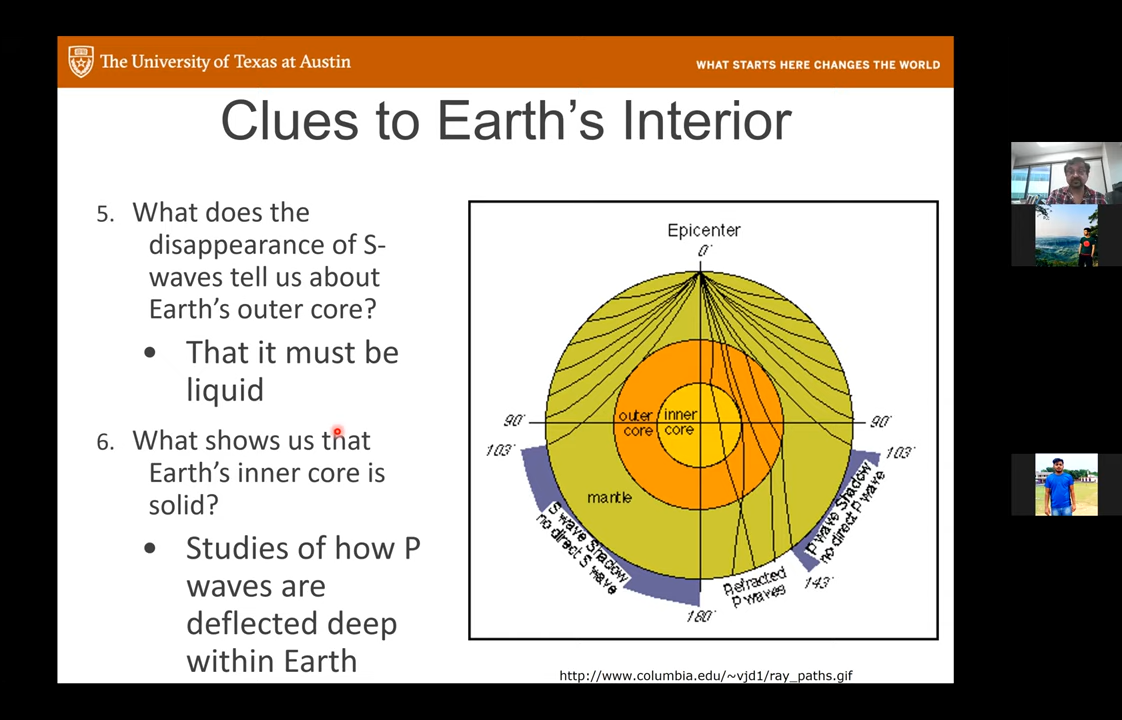 The University of Texas at Austin
WHAT STARTS HERE CHANGES THE WORLD
Clues to Earth's Interior
5. What does the
disappearance of S-
waves tell us about
Earth's outer core?
• That it must be
liquid
6. What shows us that
Earth's inner core is
solid?
• Studies of how P
waves are
deflected deep
within Earth
Epicenter
0°
90°
90°
103°
103°
outer
core
inner
core
mantle
S wave Shadow
no direct S wave
P wave Shadow
no direct P wave
Refracted
P waves
143°
180°
http://www.columbia.edu/~vjd1/ray_paths.gif